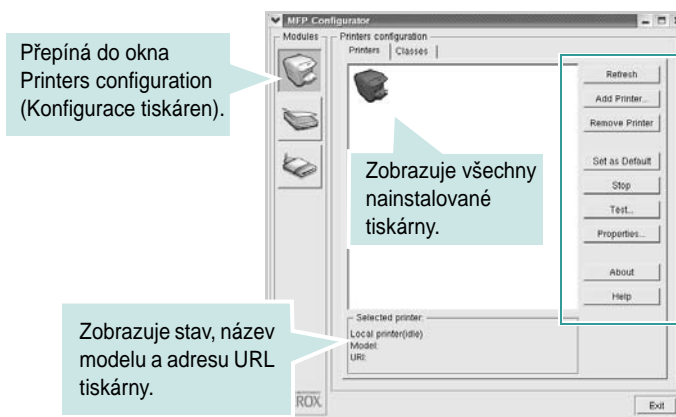 MFP Configurator
Modules
Printers configuration
Printers
Classes
Přepíná do okna
Printers configuration
(Konfigurace tiskáren).
Refresh
Add Printer...
Remove Printer
Set as Default
Stop
Test...
Properties...
About
Help
Zobrazuje všechny
nainstalované
tiskárny.
Selected printer:
Local printer(idle)
Model:
URI:
Zobrazuje stav, název
modelu a adresu URL
tiskárny.
ROX
Exit